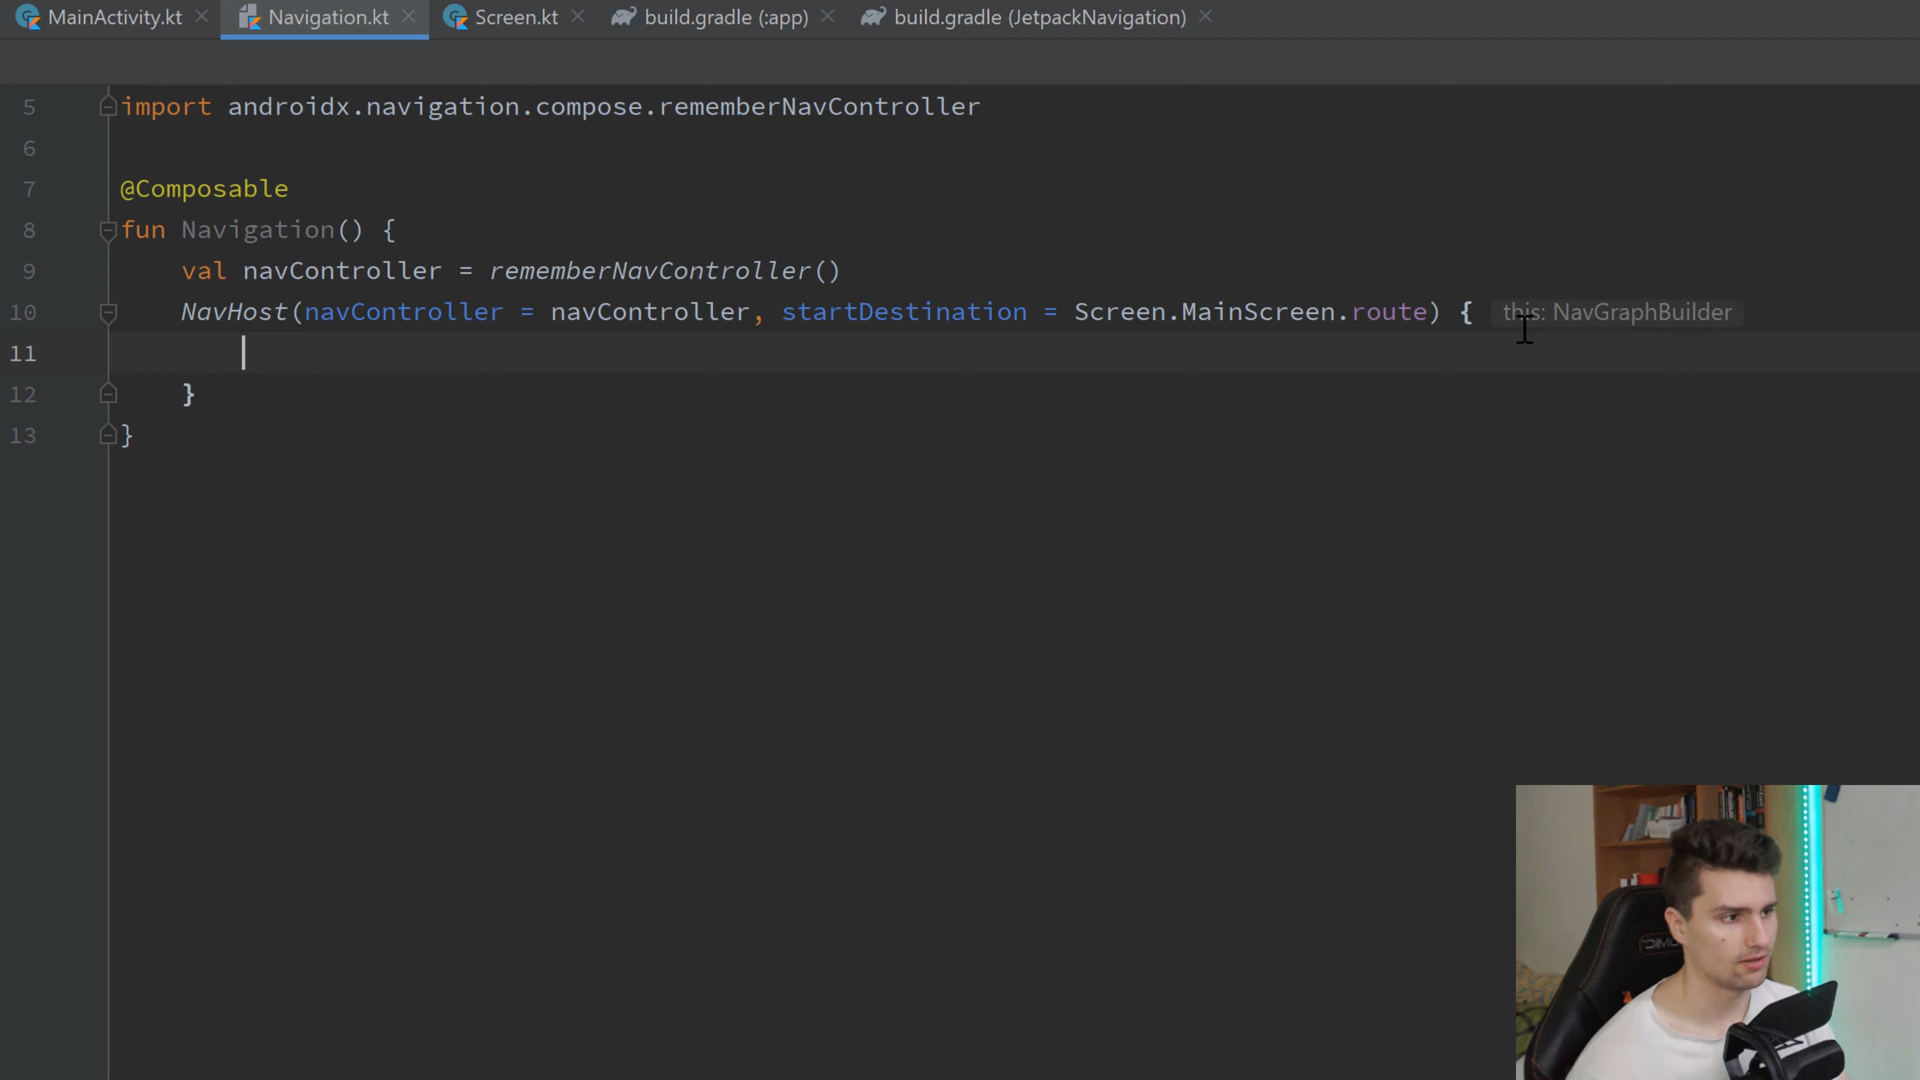 MainActivity.kt Navigation.kt Screen.kt build.gradle (:app) build.gradle (JetpackNavigation)
5 import androidx.navigation.compose.rememberNavController
6
7 @Composable
8 fun Navigation() {
9 val navController = rememberNavController()
10 NavHost(navController = navController, startDestination = Screen.MainScreen.route) { this: NavGraphBuilder
11
12 }
13 }